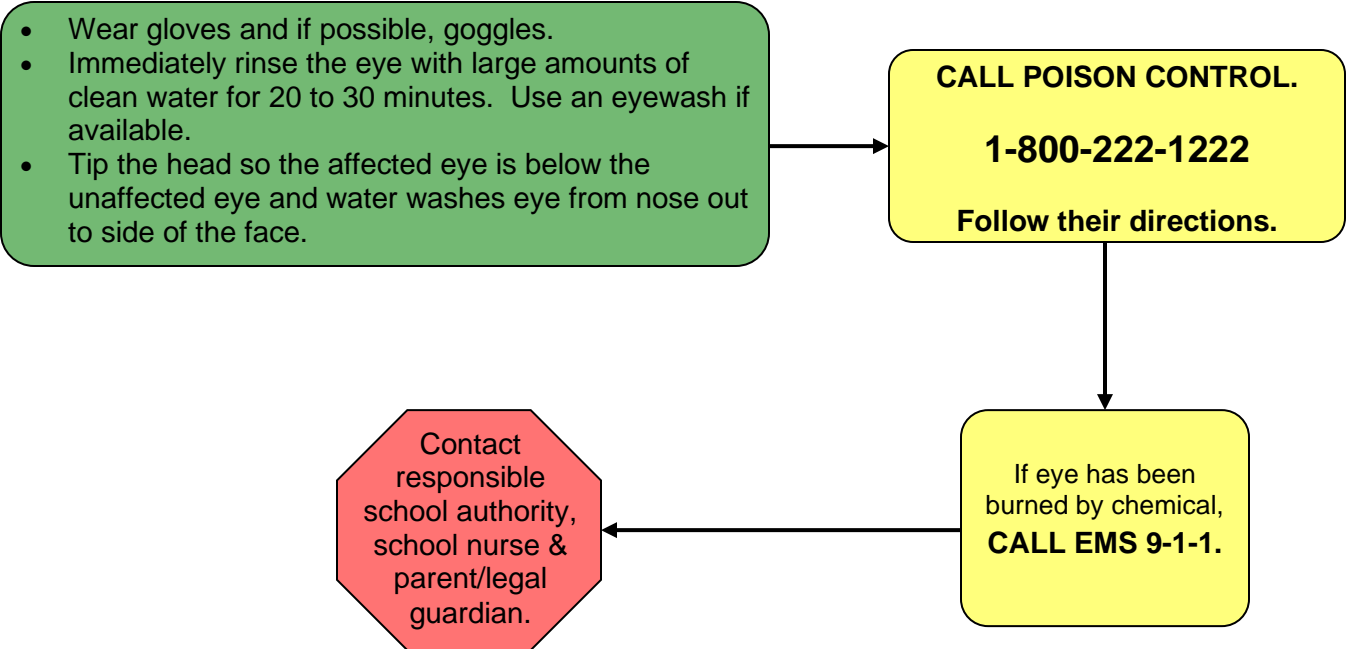 • Wear gloves and if possible, goggles.
• Immediately rinse the eye with large amounts of
clean water for 20 to 30 minutes.  Use an eyewash if
available.
• Tip the head so the affected eye is below the
unaffected eye and water washes eye from nose out
to side of the face.
CALL POISON CONTROL.
1-800-222-1222
Follow their directions.
If eye has been
burned by chemical,
CALL EMS 9-1-1.
Contact
responsible
school authority,
school nurse &
parent/legal
guardian.